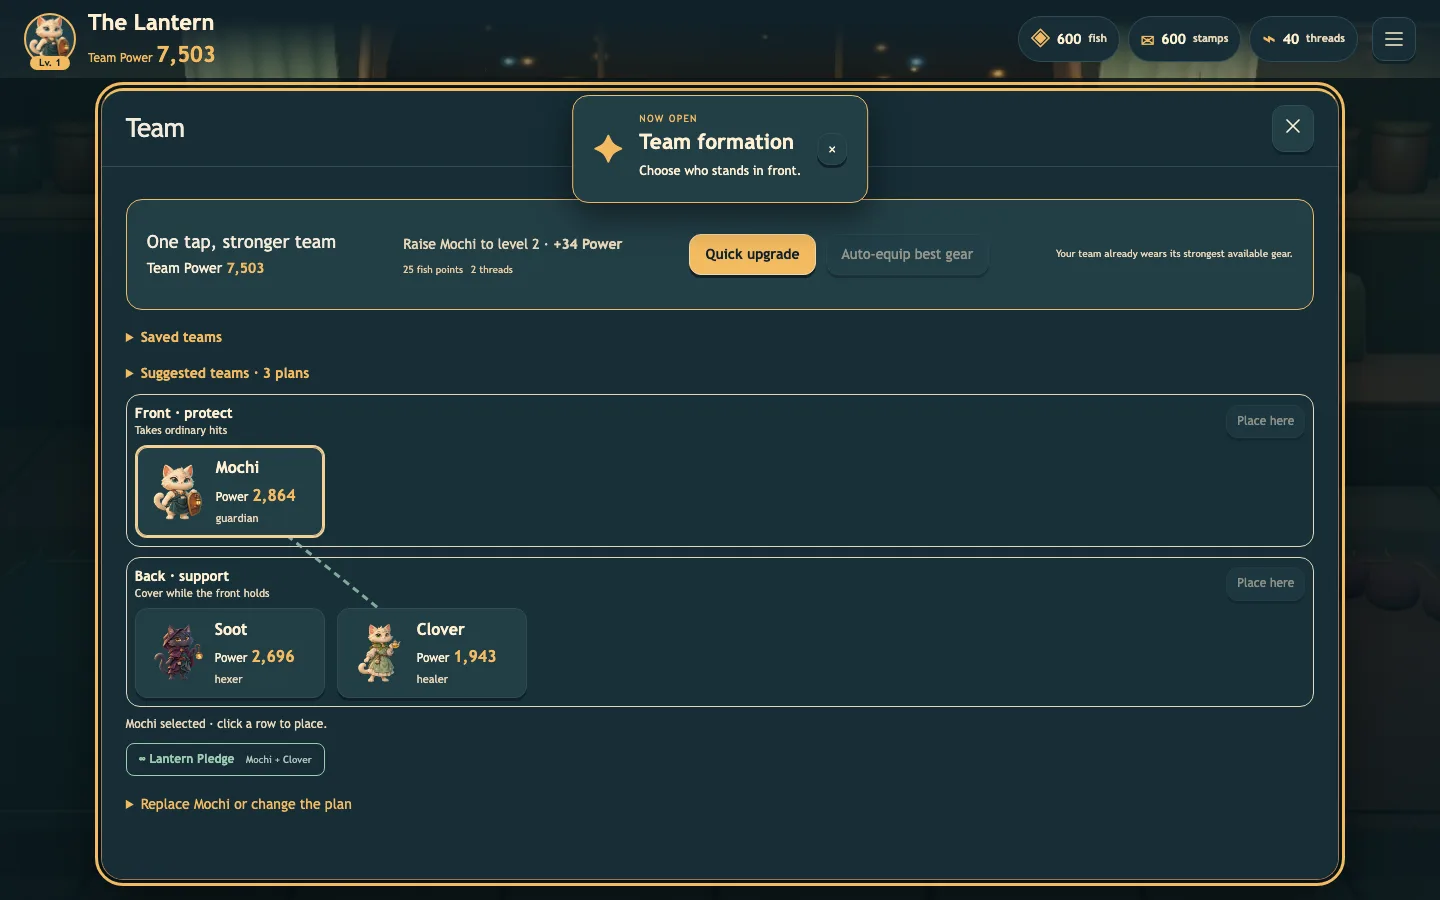 The Lantern
Team Power 7,503
Lv. 1
600 fish
600 stamps
40 threads
Team
NOW OPEN
Team formation
Choose who stands in front.
×
One tap, stronger team
Team Power 7,503
Raise Mochi to level 2 · +34 Power
25 fish points 2 threads
Quick upgrade
Auto-equip best gear
Your team already wears its strongest available gear.
▶ Saved teams
▶ Suggested teams · 3 plans
Front · protect
Takes ordinary hits
Place here
Mochi
Power 2,864
guardian
Back · support
Cover while the front holds
Place here
Soot
Power 2,696
hexer
Clover
Power 1,943
healer
Mochi selected · click a row to place.
Lantern Pledge Mochi + Clover
▶ Replace Mochi or change the plan